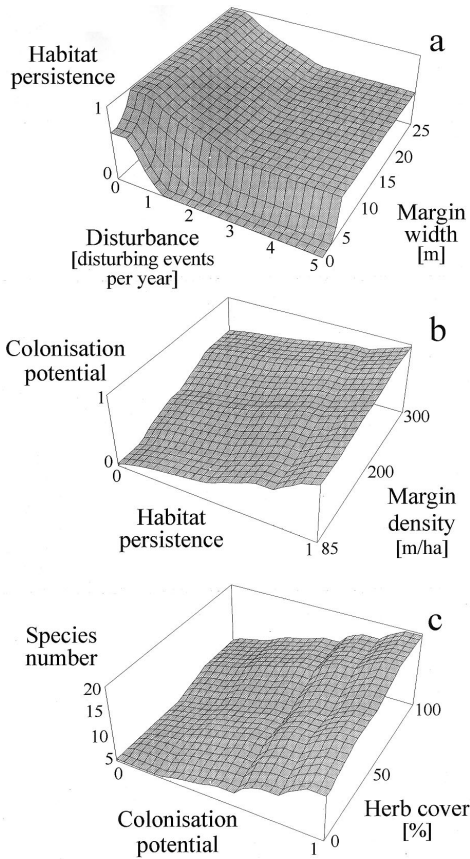 a
Habitat
persistence
1
0
0
1
2
3
4
5
0
5
10
15
20
25
Disturbance
[disturbing events
per year]
Margin
width
[m]
b
Colonisation
potential
1
0
0
1
85
200
300
Habitat
persistence
Margin
density
[m/ha]
c
Species
number
20
15
10
5
0
1
0
50
100
Colonisation
potential
Herb cover
[%]